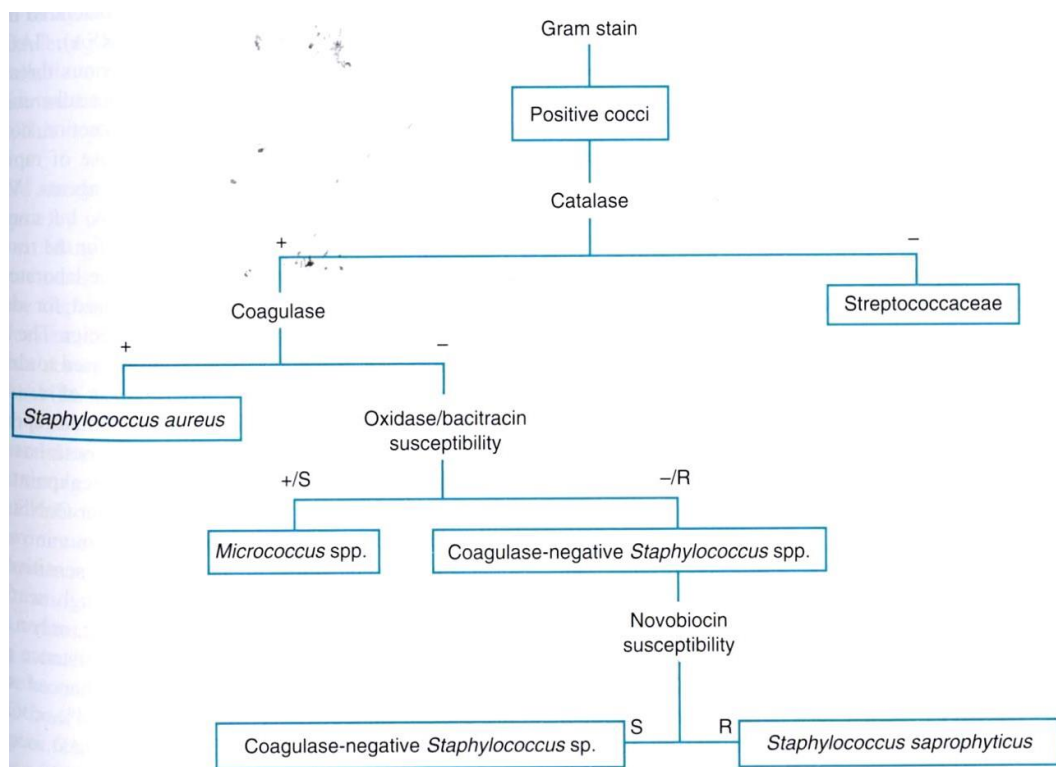 Gram stain
Positive cocci
Catalase
+
–
Coagulase
Streptococcaceae
+
–
Staphylococcus aureus
Oxidase/bacitracin
susceptibility
+/S
–/R
Micrococcus spp.
Coagulase-negative Staphylococcus spp.
Novobiocin
susceptibility
S
R
Coagulase-negative Staphylococcus sp.
Staphylococcus saprophyticus